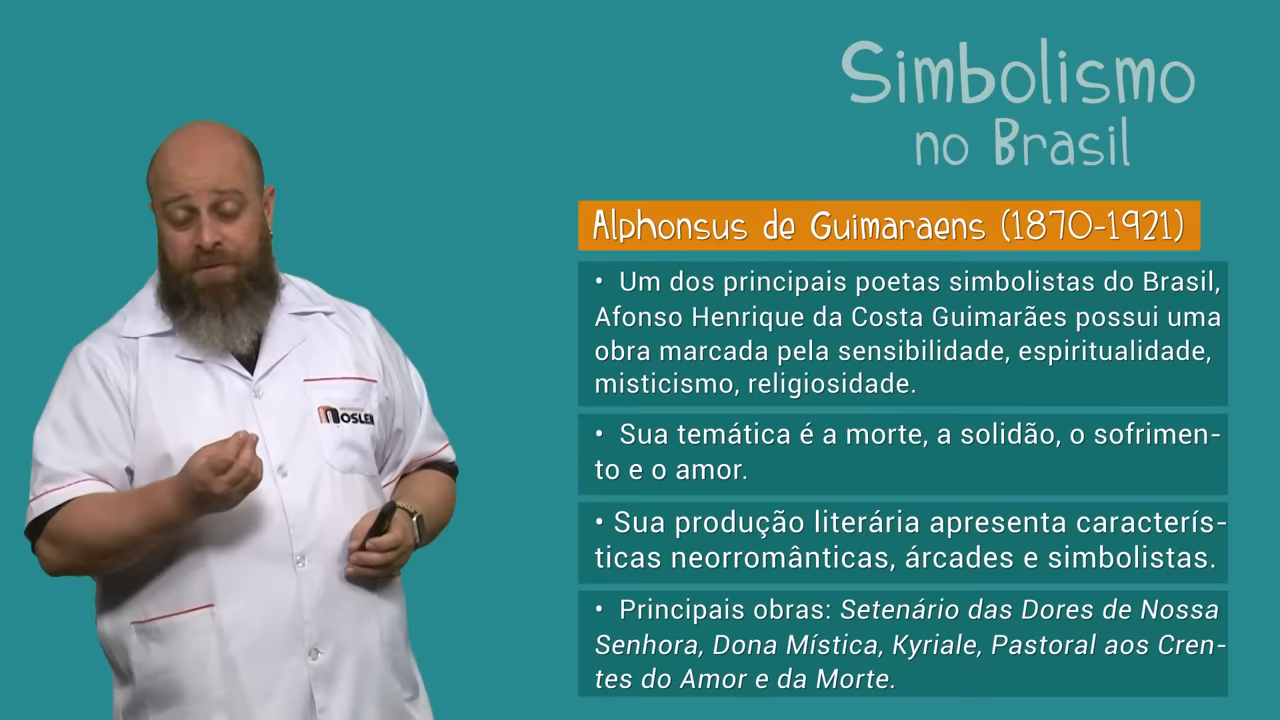 Simbolismo
no Brasil
Alphonsus de Guimaraens (1870-1921)
• Um dos principais poetas simbolistas do Brasil,
Afonso Henrique da Costa Guimarães possui uma
obra marcada pela sensibilidade, espiritualidade,
misticismo, religiosidade.
• Sua temática é a morte, a solidão, o sofrimen-
to e o amor.
• Sua produção literária apresenta caracterís-
ticas neorromânticas, árcades e simbolistas.
• Principais obras: Setenário das Dores de Nossa
Senhora, Dona Mística, Kyriale, Pastoral aos Cren-
tes do Amor e da Morte.